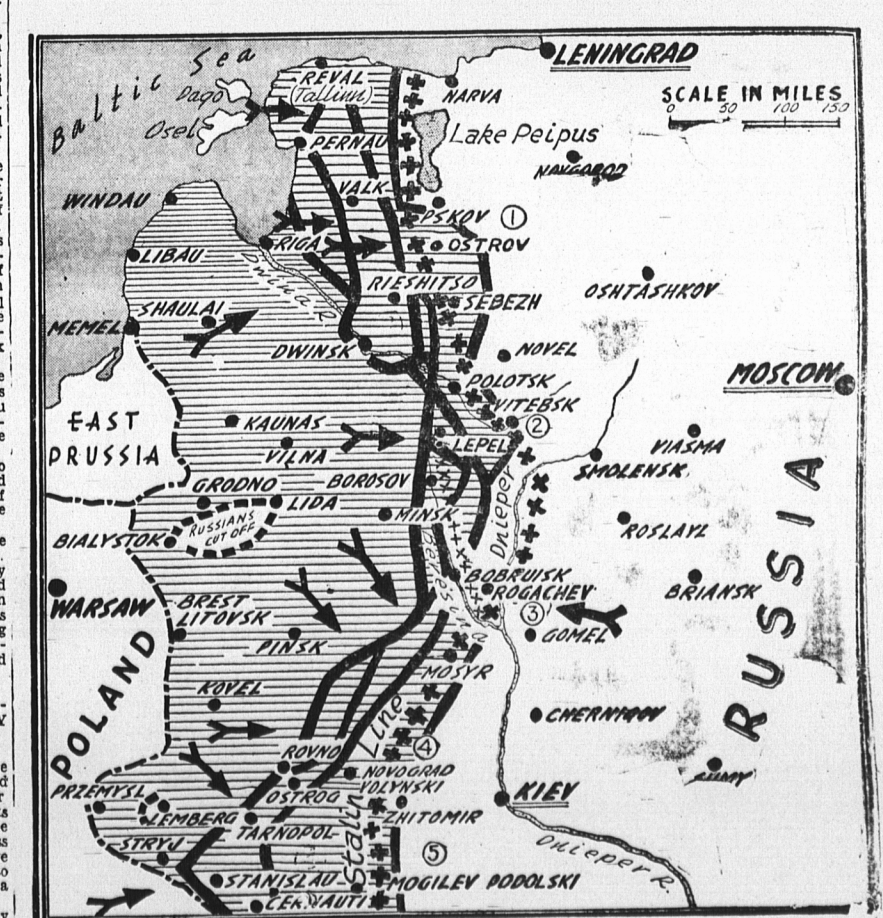 LENINGRAD
Baltic Sea
REVAL
(Tallinn)
NARVA
SCALE IN MILES
0 50 100 150
Dago
Osel
PERNAU
Lake Peipus
NAVGOROD
VALK
WINDAU
PSKOV ①
RIGA
OSTROV
LIBAU
Dwina R.
RIESHITSO
OSHTASHKOV
SEBEZH
SHAULAI
MEMEL
DWINSK
NOVEL
MOSCOW
POLOTSK
VITEBSK
②
EAST
PRUSSIA
KAUNAS
VILNA
LEPEL
VIASMA
SMOLENSK
GRODNO
BOROSOV
LIDA
Dnieper
MINSK
RUSSIANS
CUT OFF
BIALYSTOK
ROSLAVL
RUSSIA
BOBRUISK
BRIANSK
ROGACHEV
WARSAW
BREST
LITOVSK
③
GOMEL
PINSK
POLAND
MOSYR
KOVEL
CHERNIGOV
Stalin Line
④
ROVNO
NOVOGRAD
VOLYNSKI
SUMY
PRZEMYSL
OSTROG
KIEV
LEMBERG
ZHITOMIR
TARNOPOL
STRYJ
Dnieper R.
⑤
STANISLAU
MOGILEV PODOLSKI
CERNAUTI